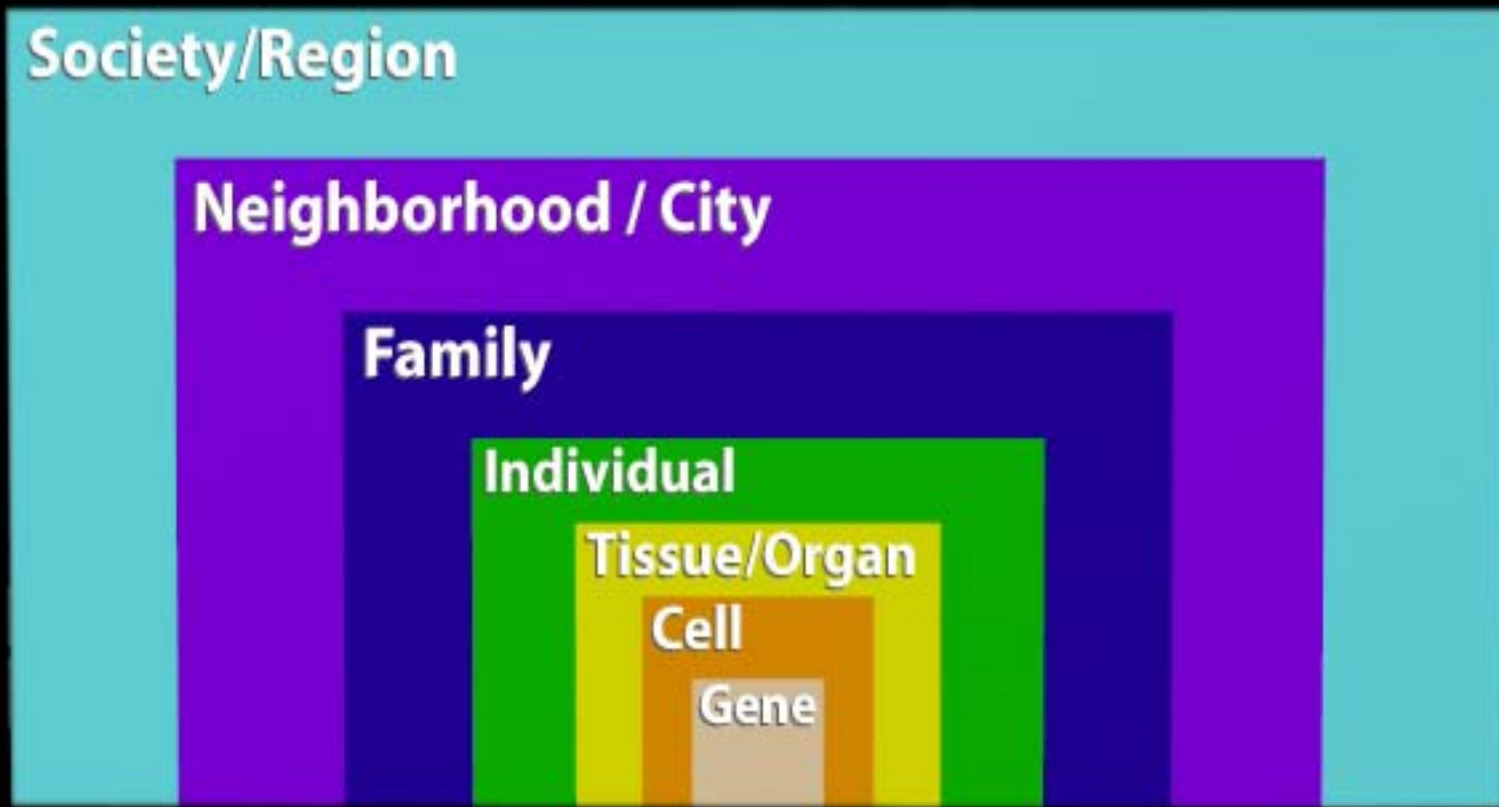 Society/Region
Neighborhood / City
Family
Individual
Tissue/Organ
Cell
Gene